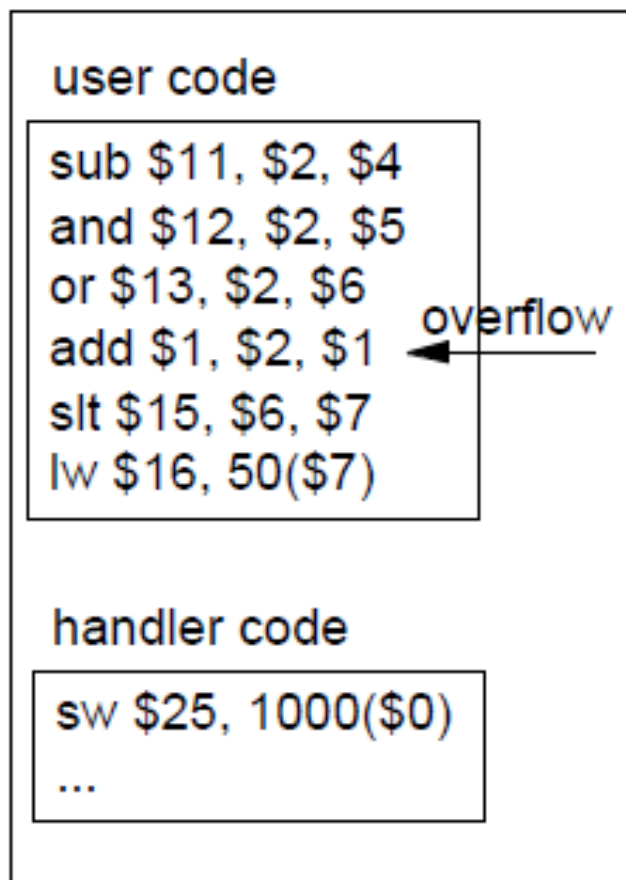 user code
sub $11, $2, $4
and $12, $2, $5
or $13, $2, $6
overflow
add $1, $2, $1
slt $15, $6, $7
lw $16, 50($7)
handler code
sw $25, 1000($0)
...